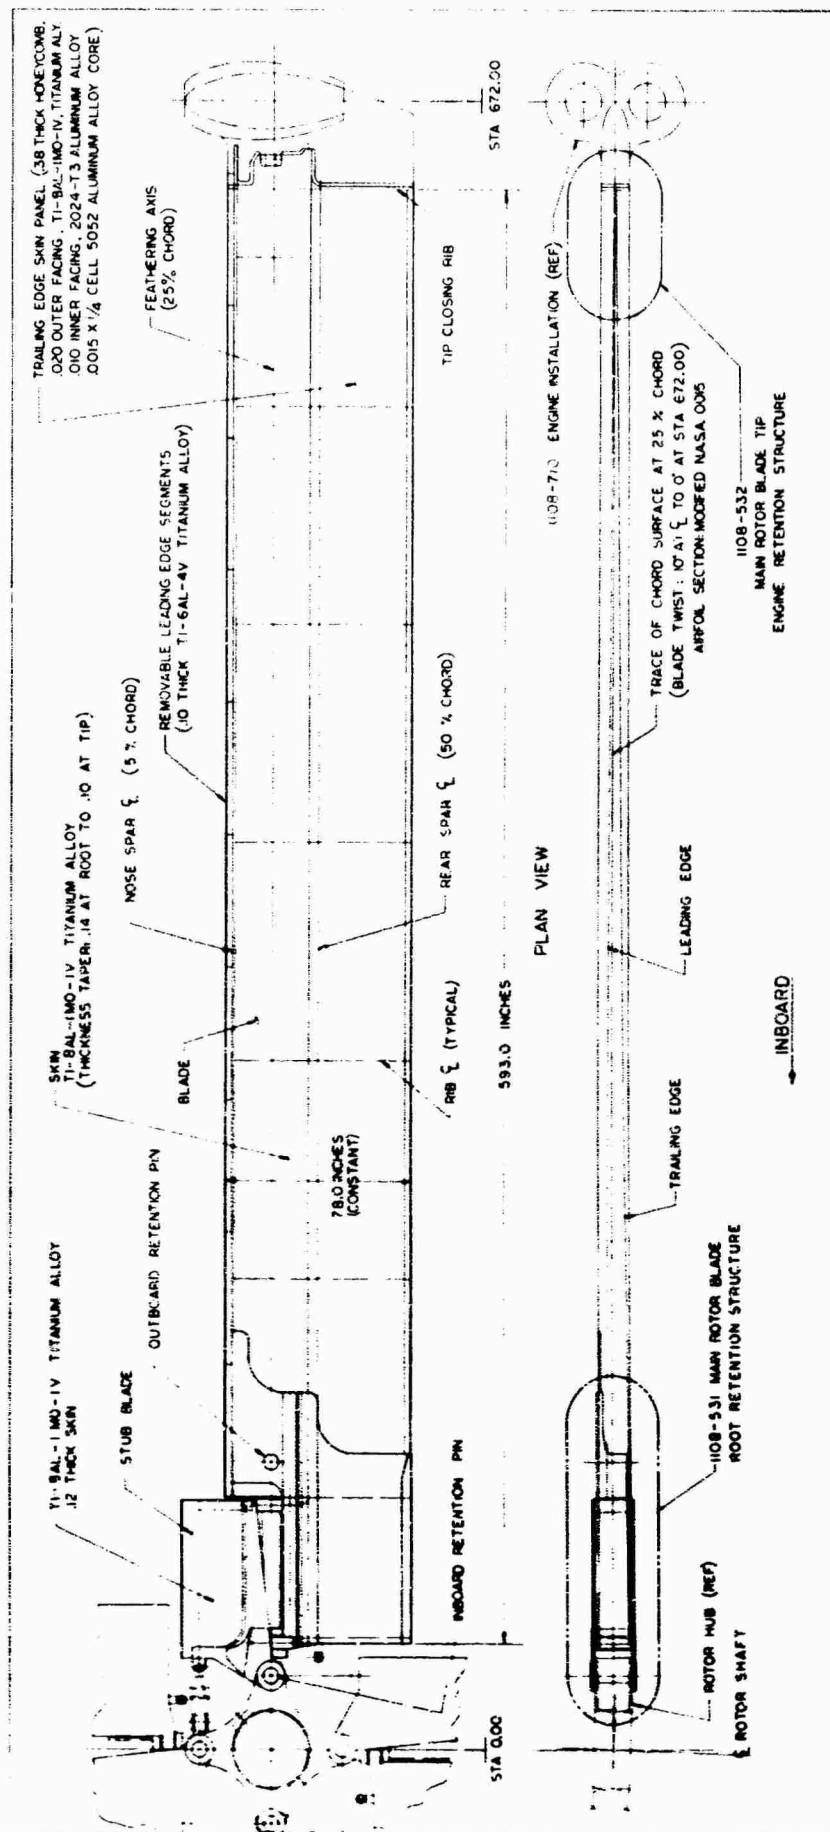 TRAILING EDGE SKIN PANEL (.38 THICK HONEYCOMB,
.020 OUTER FACING, TI-8AL-1MO-1V, TITANIUM ALY
.010 INNER FACING, 2024-T3 ALUMINUM ALLOY
.0015 X 1/4 CELL 5052 ALUMINUM ALLOY CORE)
FEATHERING AXIS
(25% CHORD)
REMOVABLE LEADING EDGE SEGMENTS
(.10 THICK TI-6AL-4V TITANIUM ALLOY)
NOSE SPAR ℄ (5% CHORD)
SKIN
TI-8AL-1MO-1V TITANIUM ALLOY
(THICKNESS TAPER: .14 AT ROOT TO .10 AT TIP)
BLADE
OUTBOARD RETENTION PIN
TI-8AL-1MO-1V TITANIUM ALLOY
.12 THICK SKIN
STUB BLADE
STA 672.00
TIP CLOSING RIB
REAR SPAR ℄ (50% CHORD)
RIB ℄ (TYPICAL)
78.0 INCHES
(CONSTANT)
INBOARD RETENTION PIN
593.0 INCHES
STA 0.00
PLAN VIEW
1108-710 ENGINE INSTALLATION (REF)
TRACE OF CHORD SURFACE AT 25% CHORD
(BLADE TWIST: 10° AT ℄ TO 0° AT STA 672.00)
AIRFOIL SECTION: MODIFIED NASA 0015
1108-532
MAIN ROTOR BLADE TIP
ENGINE RETENTION STRUCTURE
LEADING EDGE
TRAILING EDGE
1108-531 MAIN ROTOR BLADE
ROOT RETENTION STRUCTURE
ROTOR HUB (REF)
℄ ROTOR SHAFT
INBOARD